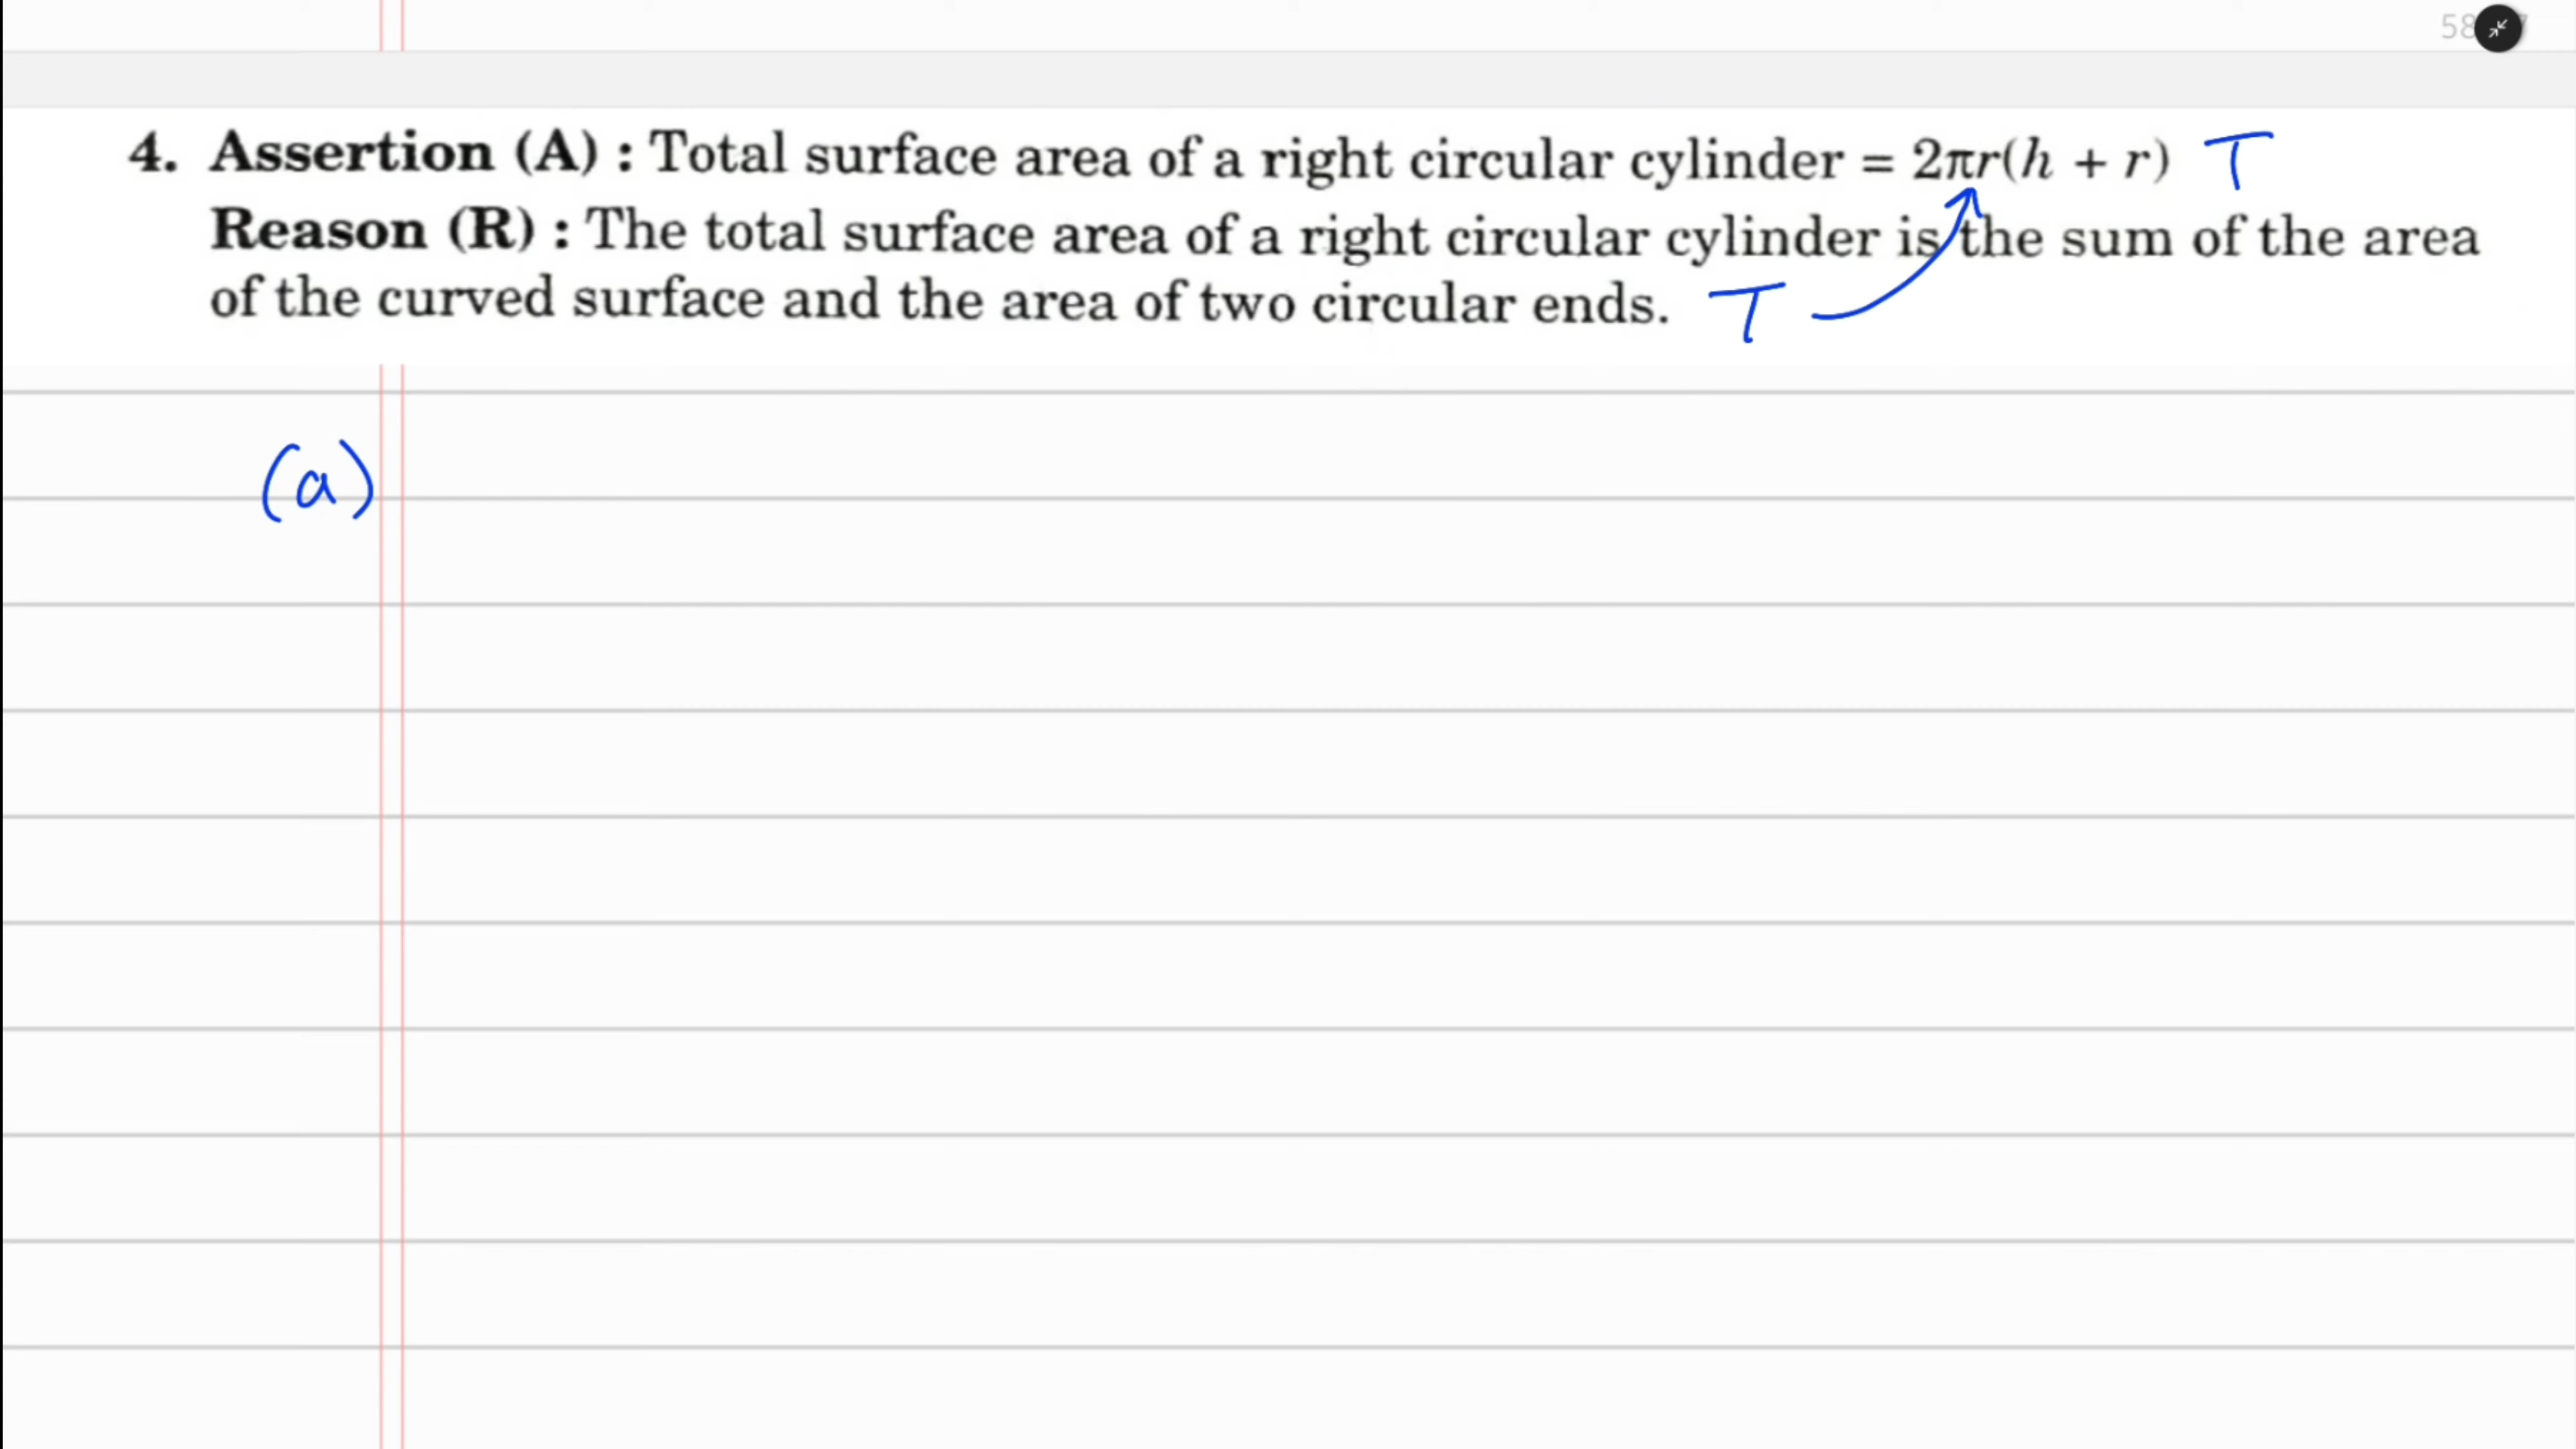 58
4. Assertion (A) : Total surface area of a right circular cylinder = 2πr(h + r) T
Reason (R) : The total surface area of a right circular cylinder is the sum of the area
of the curved surface and the area of two circular ends. T
(a)